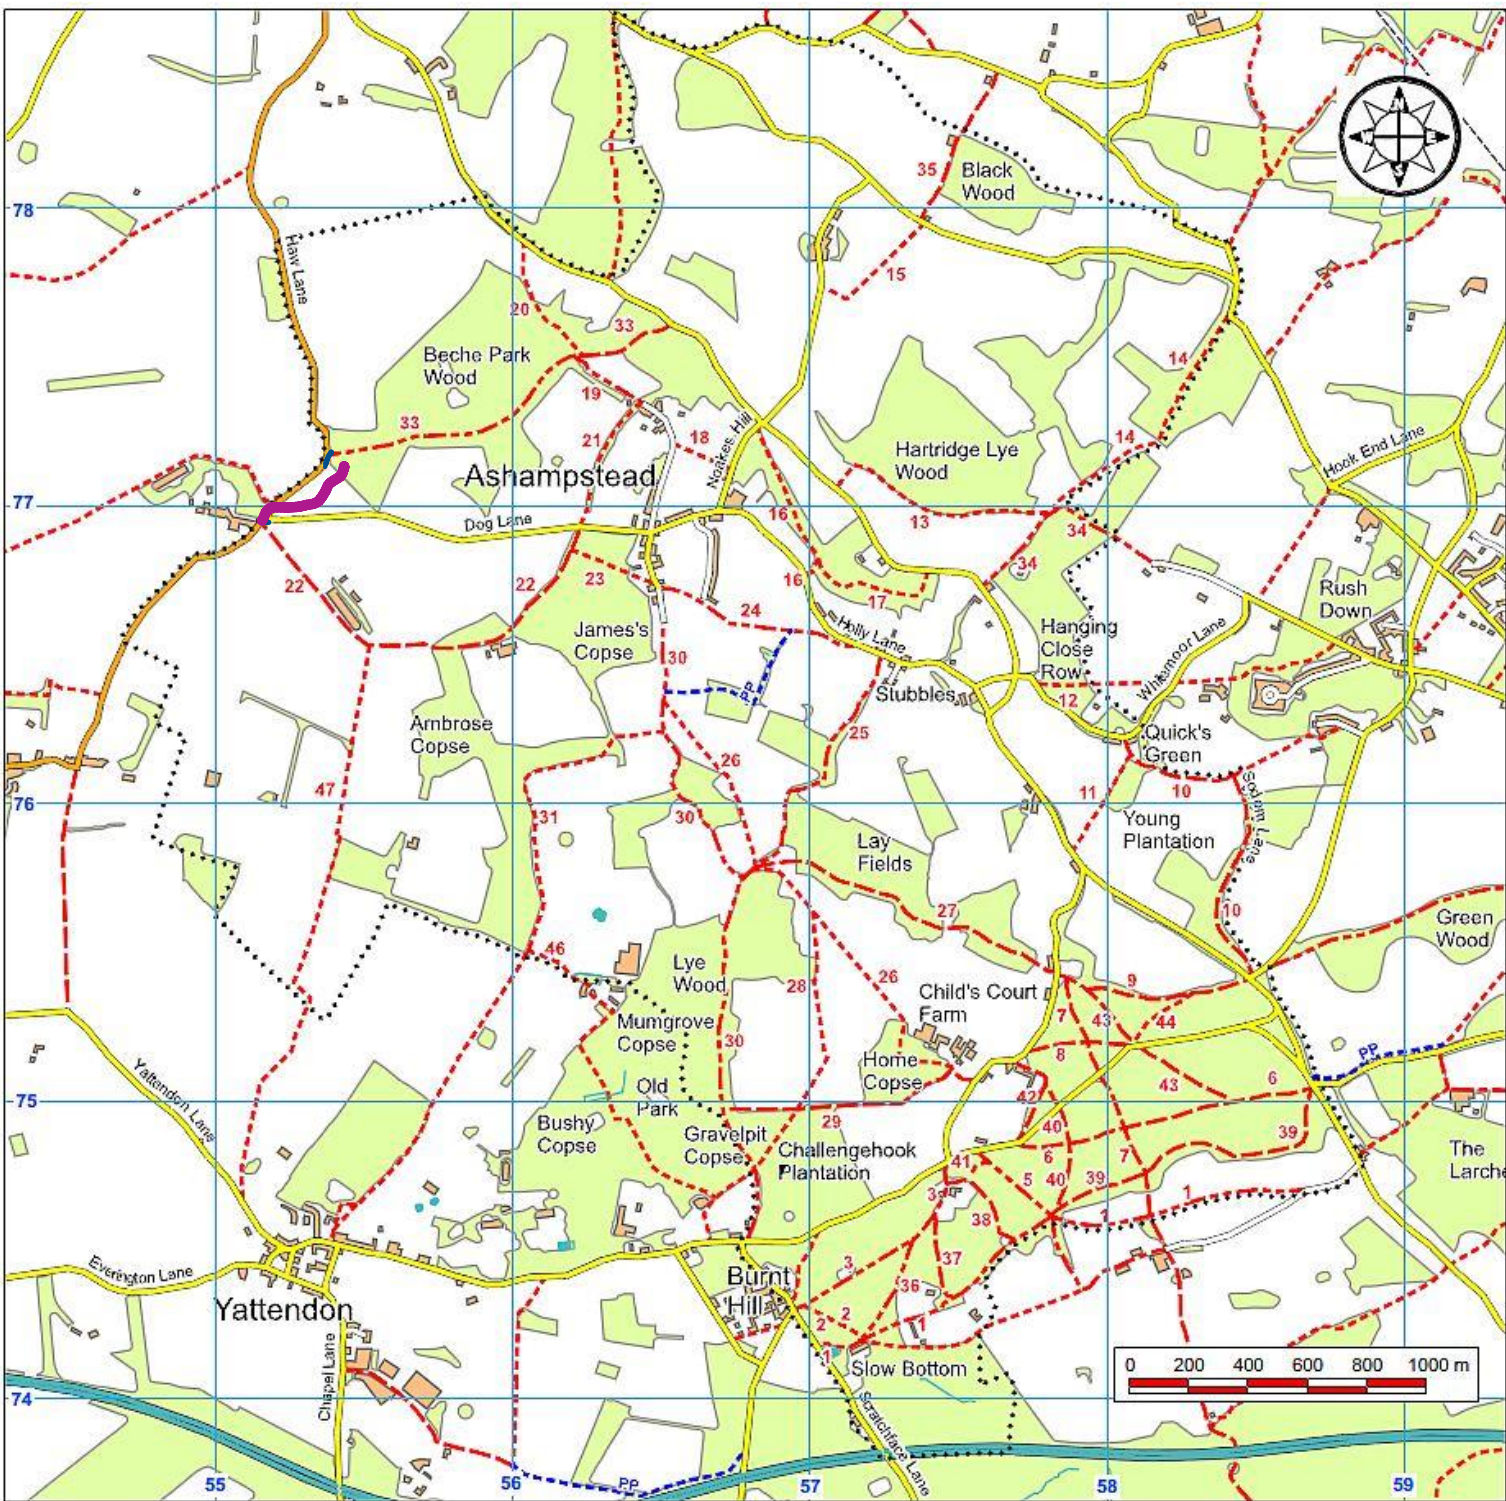 35
Black
Wood
78
15
Haw Lane
20
33
14
Beche Park
Wood
19
33
21
18
Noakes Hill
Hartridge Lye
Wood
14
Hook End Lane
Ashampstead
77
Dog Lane
16
13
34
22
23
22
16
34
17
Rush
Down
24
James's
Copse
Holly Lane
Hanging
Close
Row
Whitemoor Lane
30
PP
Stubbles
12
Ambrose
Copse
25
Quick's
Green
26
47
11
10
76
31
30
Young
Plantation
Lay
Fields
10
27
Green
Wood
46
Lye
Wood
28
26
9
Child's Court
Farm
7
43
44
Mumgrove
Copse
30
8
PP
Home
Copse
Yattendon Lane
Old
Park
43
6
75
42
Bushy
Copse
29
40
Gravelpit
Copse
Challengehook
Plantation
39
41
6
7
The
5
40
39
3
1
1
38
3
37
Everington Lane
Burnt
Hill
36
Yattendon
2
2
1
1
Slow Bottom
0 200 400 600 800 1000 m
Chapel Lane
74
Scratchface Lane
PP
55
56
57
58
59